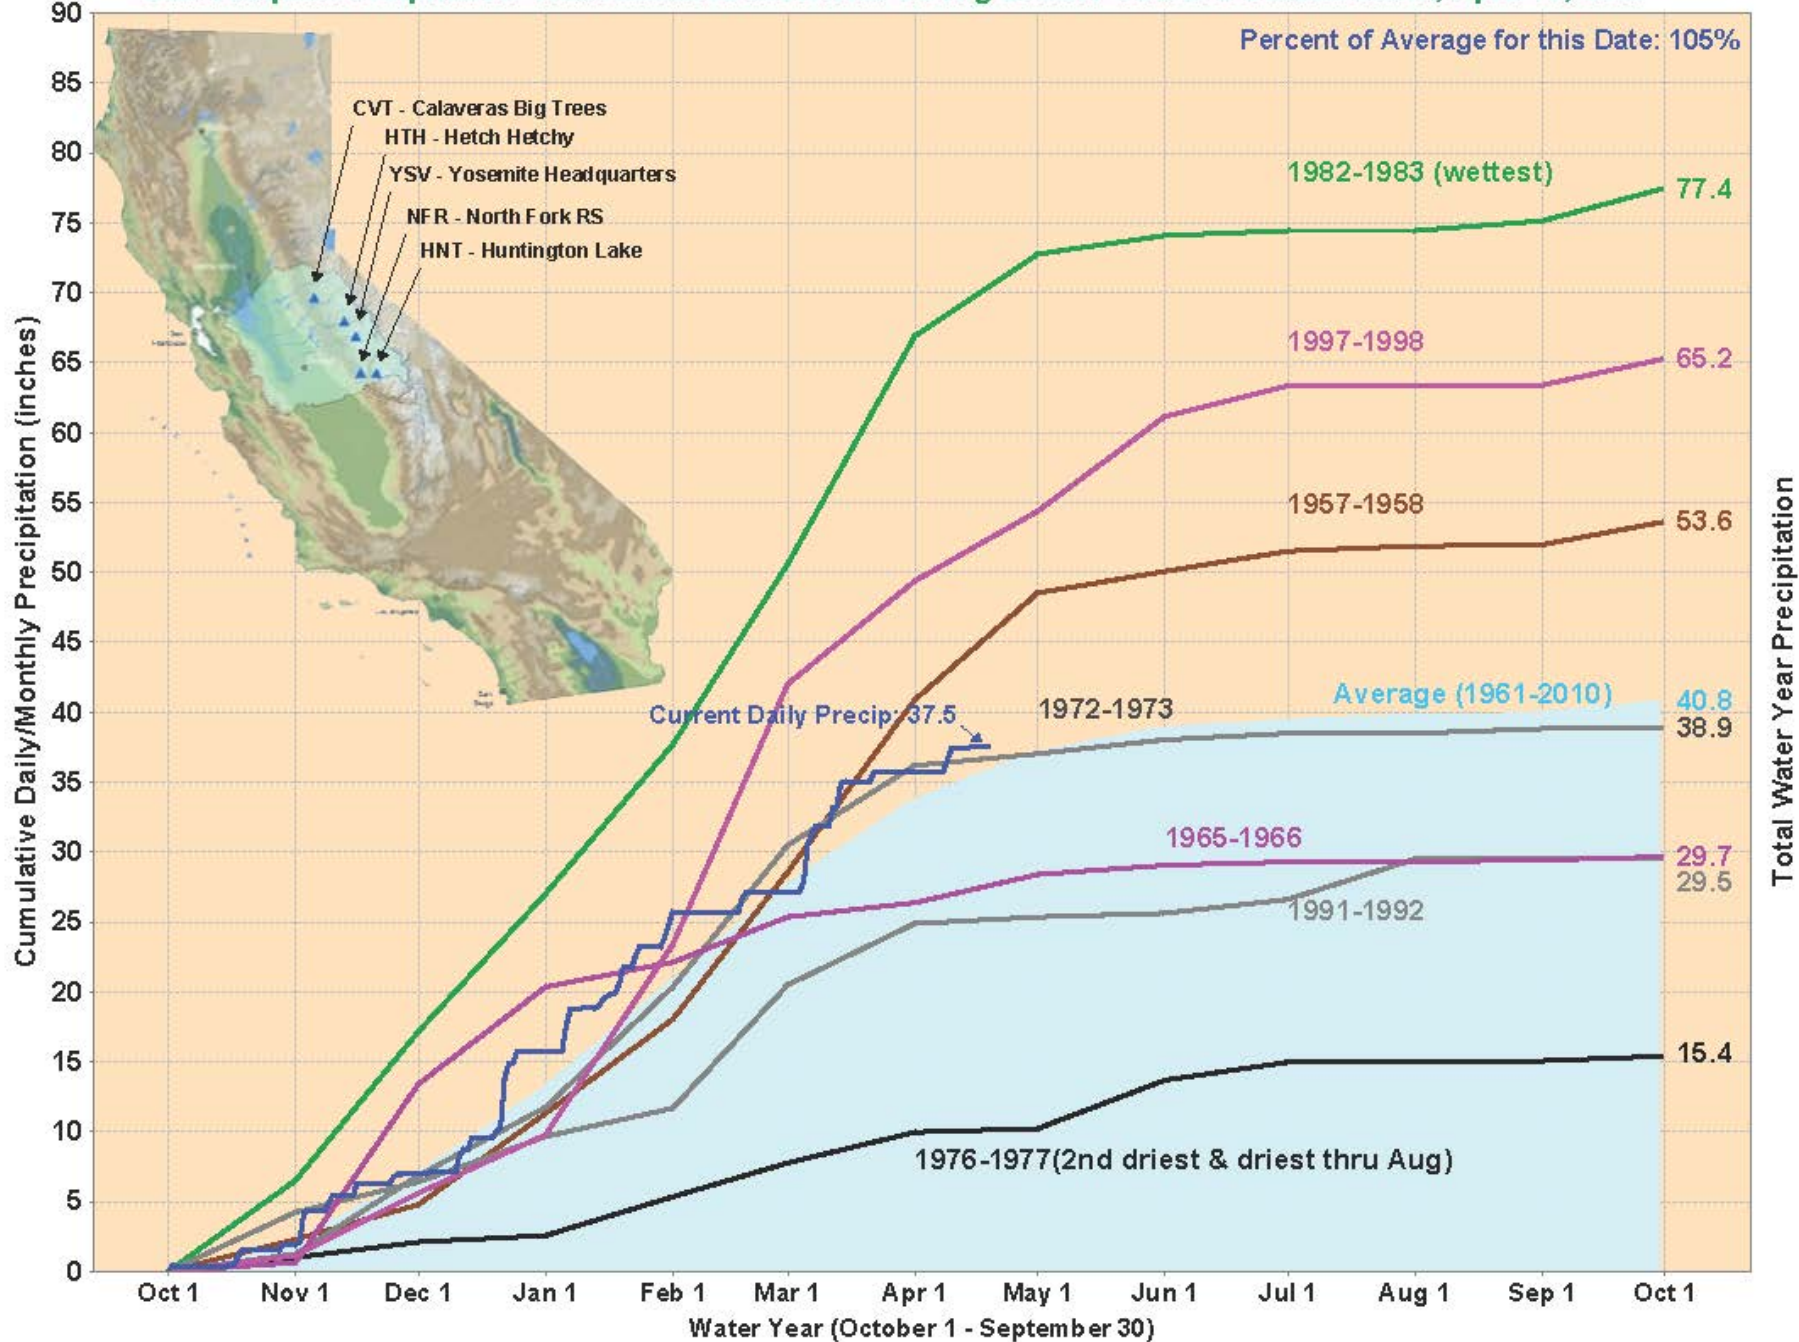 90
Percent of Average for this Date: 105%
85
CVT - Calaveras Big Trees
HTH - Hetch Hetchy
80
YSV - Yosemite Headquarters
1982-1983 (wettest)
77.4
NFR - North Fork RS
75
HNT - Huntington Lake
70
1997-1998
65.2
65
60
55
1957-1958
53.6
50
45
Average (1961-2010)
40.8
40
Current Daily Precip: 37.5
1972-1973
38.9
35
30
1965-1966
29.7
29.5
1991-1992
25
20
15
15.4
10
1976-1977(2nd driest & driest thru Aug)
5
0
Cumulative Daily/Monthly Precipitation (inches)
Total Water Year Precipitation
Oct 1 Nov 1 Dec 1 Jan 1 Feb 1 Mar 1 Apr 1 May 1 Jun 1 Jul 1 Aug 1 Sep 1 Oct 1
Water Year (October 1 - September 30)